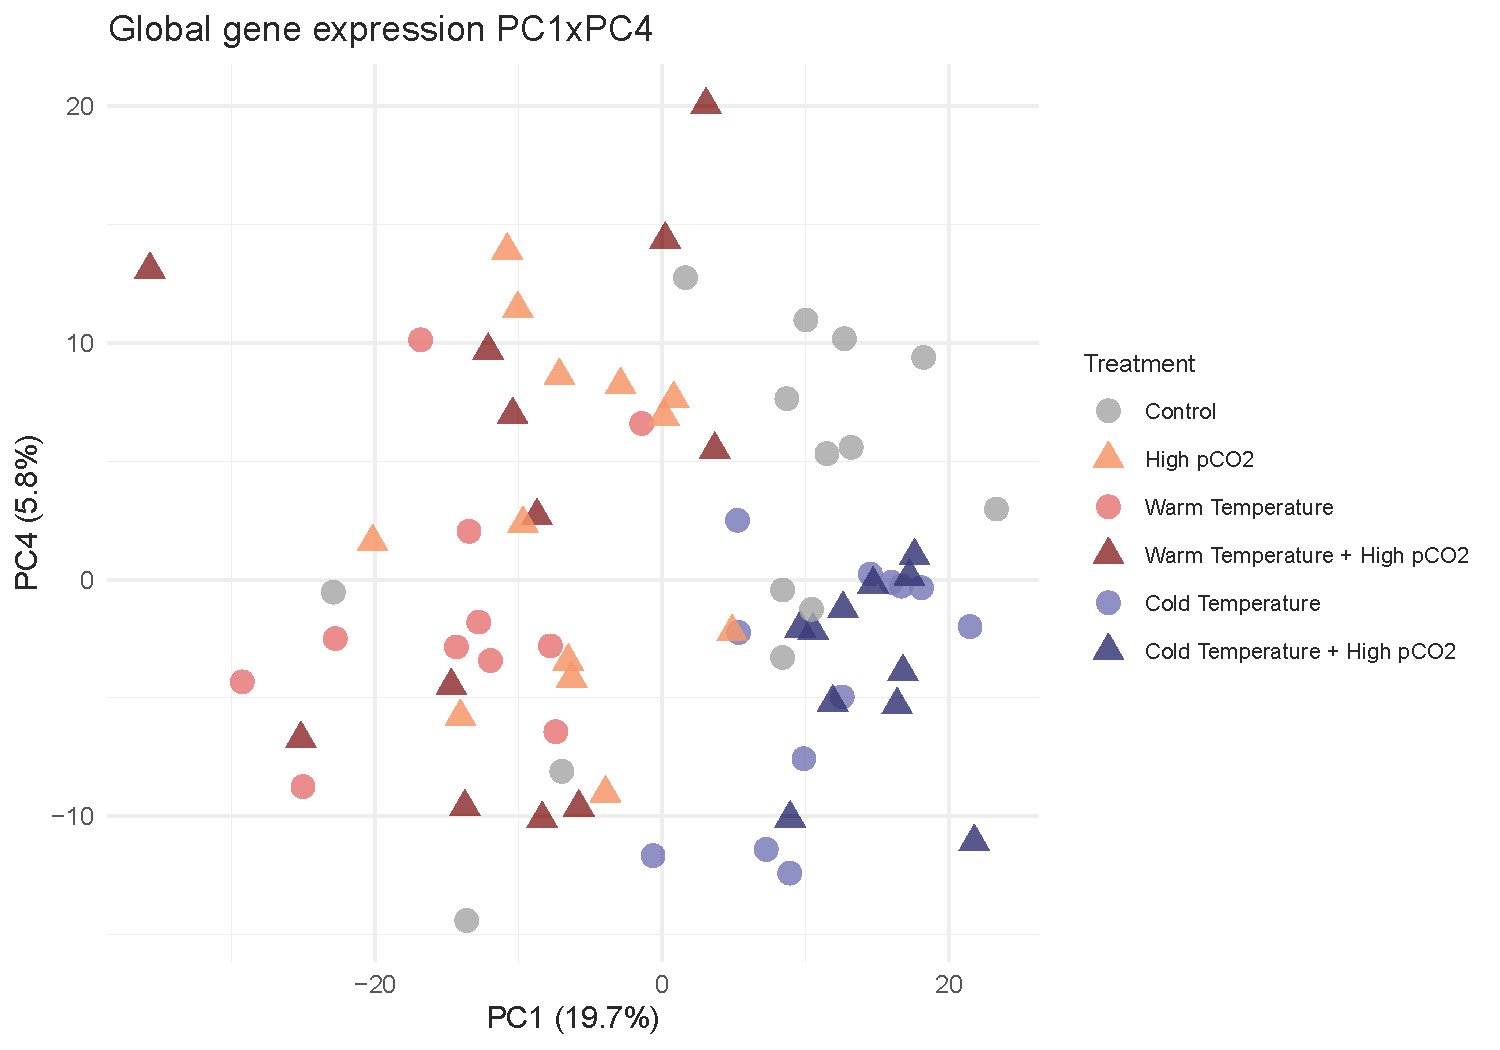 Global gene expression PC1xPC4
20
10
0
−10
PC4 (5.8%)
−20
0
20
PC1 (19.7%)
Treatment
Control
High pCO2
Warm Temperature
Warm Temperature + High pCO2
Cold Temperature
Cold Temperature + High pCO2